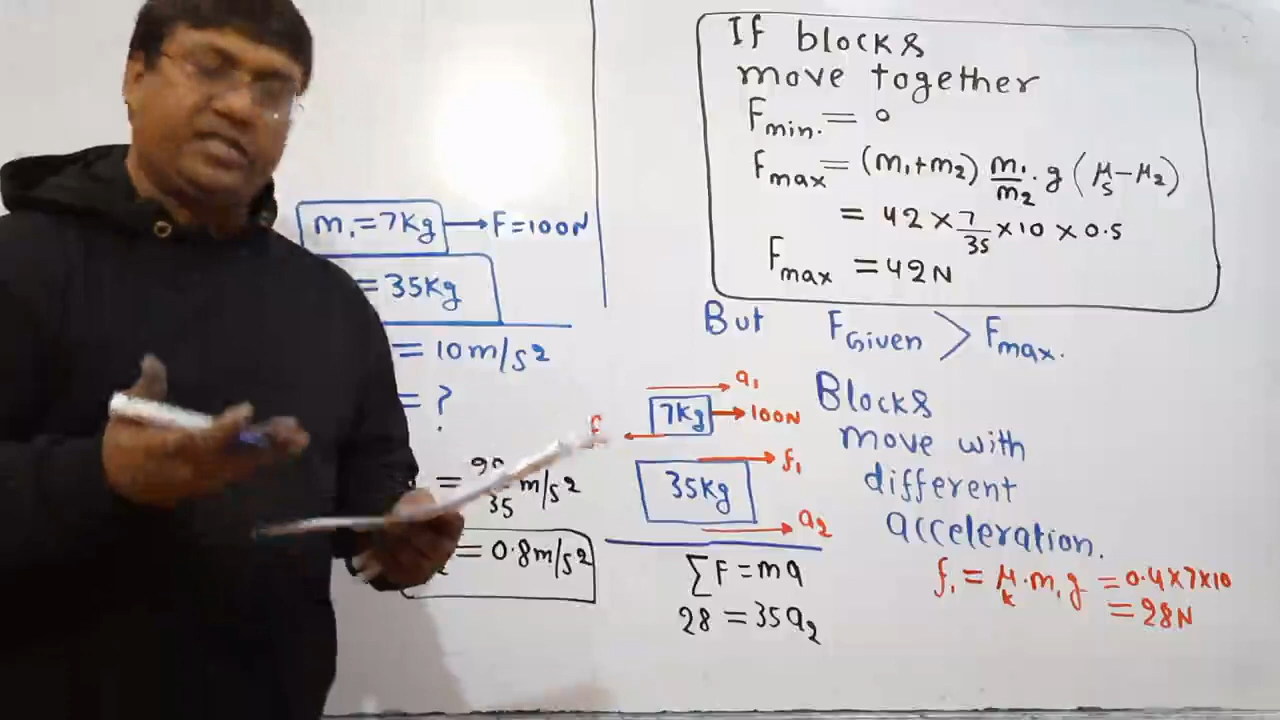 m₁=7Kg → F=100N
= 35Kg
= 10m/s²
= ?
= /35 m/s²
= 0.8m/s²
If blocks
move together
Fmin. = 0
Fmax = (m₁+m₂) m₁/m₂ . g (μs-μ₂)
= 42 × 7/35 × 10 × 0.5
Fmax = 42N
But FGiven > Fmax.
a₁
7Kg → 100N
f₁
35Kg
a₂
Blocks
move with
different
acceleration.
ΣF = ma
28 = 35a₂
f₁ = μk . m₁g = 0.4×7×10
= 28N